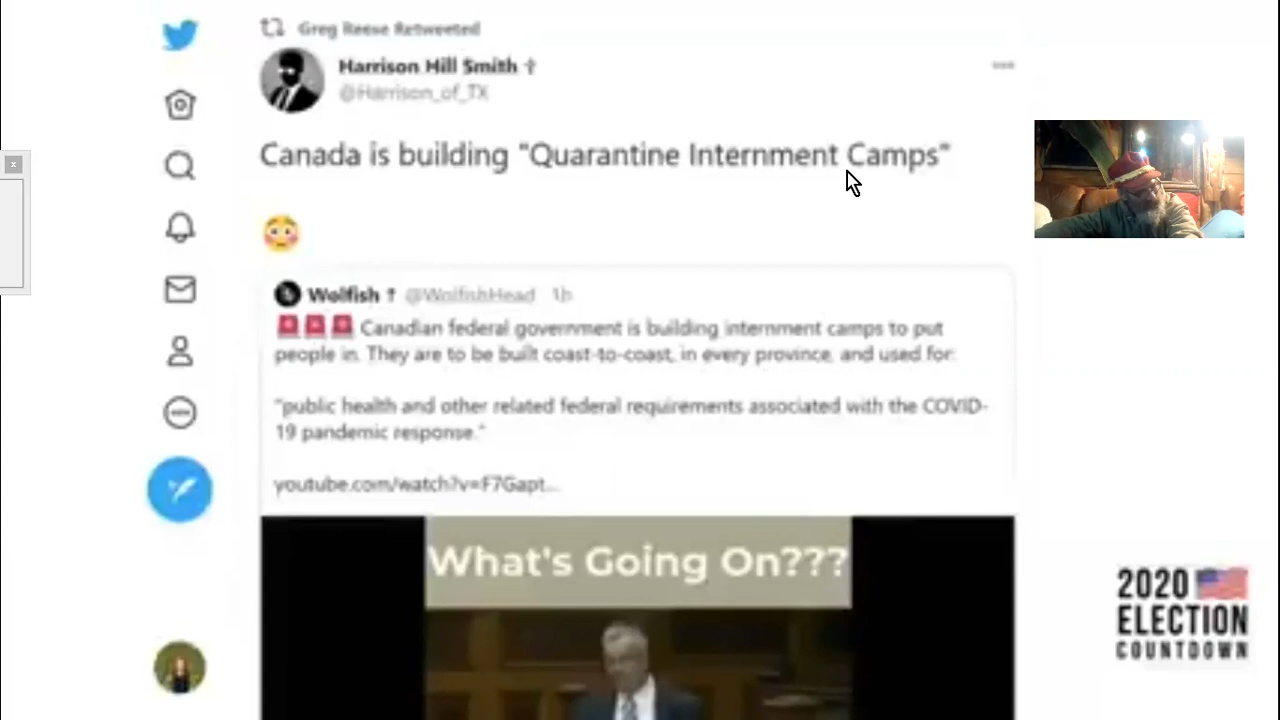 Greg Reese Retweeted
Harrison Hill Smith ✝
@Harrison_of_TX
Canada is building "Quarantine Internment Camps"
😳
Wolfish ✝ @WolfishHead 1h
🚨🚨🚨 Canadian federal government is building internment camps to put
people in. They are to be built coast-to-coast, in every province, and used for:
"public health and other related federal requirements associated with the COVID-
19 pandemic response."
youtube.com/watch?v=F7Gapt...
What's Going On???
2020
ELECTION
COUNTDOWN
x